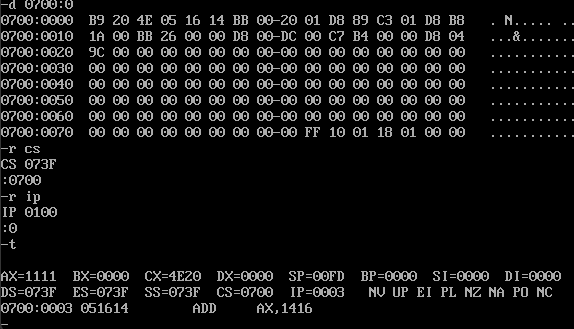 -d 0700:0
0700:0000 B9 20 4E 05 16 14 BB 00-20 01 D8 89 C3 01 D8 B8 . N..... ......
0700:0010 1A 00 BB 26 00 00 D8 00-DC 00 C7 B4 00 00 D8 04 ...&...........
0700:0020 9C 00 00 00 00 00 00 00-00 00 00 00 00 00 00 00 ...............
0700:0030 00 00 00 00 00 00 00 00-00 00 00 00 00 00 00 00 ...............
0700:0040 00 00 00 00 00 00 00 00-00 00 00 00 00 00 00 00 ...............
0700:0050 00 00 00 00 00 00 00 00-00 00 00 00 00 00 00 00 ...............
0700:0060 00 00 00 00 00 00 00 00-00 00 00 00 00 00 00 00 ...............
0700:0070 00 00 00 00 00 00 00 00-00 FF 10 01 18 01 00 00 ...............
-r cs
CS 073F
:0700
-r ip
IP 0100
:0
-t
AX=1111 BX=0000 CX=4E20 DX=0000 SP=00FD BP=0000 SI=0000 DI=0000
DS=073F ES=073F SS=073F CS=0700 IP=0003 NV UP EI PL NZ NA PO NC
0700:0003 051614 ADD AX,1416
-